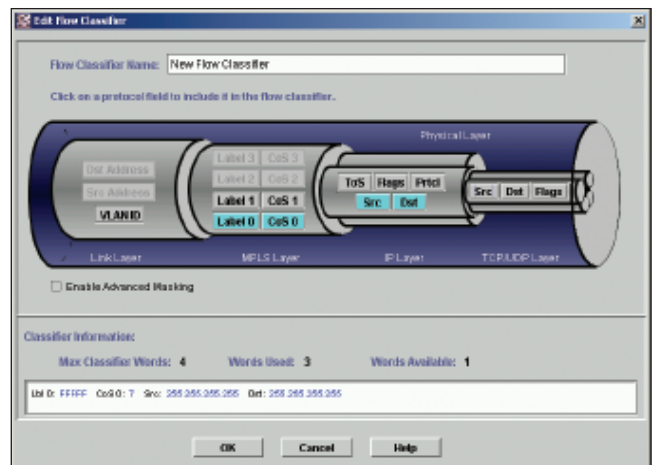 Edit Flow Classifier
Flow Classifier Name: New Flow Classifier
Click on a protocol field to include it in the flow classifier.
Physical Layer
Dst Address
Src Address
VLAN ID
Label 3 CoS 3
Label 2 CoS 2
Label 1 CoS 1
Label 0 CoS 0
ToS Flags Prtcl
Src Dst
Src Dst Flags
Link Layer MPLS Layer IP Layer TCP/UDP Layer
Enable Advanced Masking
Classifier Information:
Max Classifier Words: 4 Words Used: 3 Words Available: 1
Lbl 0: FFFFF CoS 0: 7 Src: 255.255.255.255 Dst: 255.255.255.255
OK Cancel Help